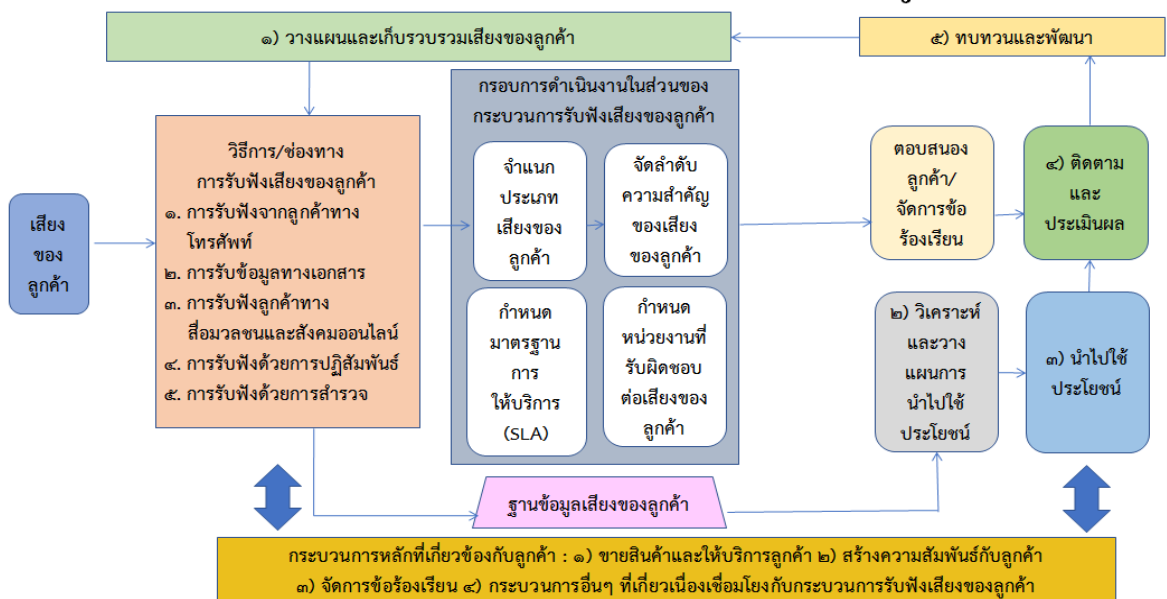 ๑) วางแผนและเก็บรวบรวมเสียงของลูกค้า
๕) ทบทวนและพัฒนา
เสียง
ของ
ลูกค้า
วิธีการ/ช่องทาง
การรับฟังเสียงของลูกค้า
๑. การรับฟังจากลูกค้าทาง
โทรศัพท์
๒. การรับข้อมูลทางเอกสาร
๓. การรับฟังลูกค้าทาง
สื่อมวลชนและสังคมออนไลน์
๔. การรับฟังด้วยการปฏิสัมพันธ์
๕. การรับฟังด้วยการสำรวจ
กรอบการดำเนินงานในส่วนของ
กระบวนการรับฟังเสียงของลูกค้า
จำแนก
ประเภท
เสียงของ
ลูกค้า
จัดลำดับ
ความสำคัญ
ของเสียง
ของลูกค้า
กำหนด
มาตรฐาน
การ
ให้บริการ
(SLA)
กำหนด
หน่วยงานที่
รับผิดชอบ
ต่อเสียงของ
ลูกค้า
ตอบสนอง
ลูกค้า/
จัดการข้อ
ร้องเรียน
๔) ติดตาม
และ
ประเมินผล
๒) วิเคราะห์
และวาง
แผนการ
นำไปใช้
ประโยชน์
๓) นำไปใช้
ประโยชน์
ฐานข้อมูลเสียงของลูกค้า
กระบวนการหลักที่เกี่ยวข้องกับลูกค้า : ๑) ขายสินค้าและให้บริการลูกค้า ๒) สร้างความสัมพันธ์กับลูกค้า
๓) จัดการข้อร้องเรียน ๔) กระบวนการอื่นๆ ที่เกี่ยวเนื่องเชื่อมโยงกับกระบวนการรับฟังเสียงของลูกค้า